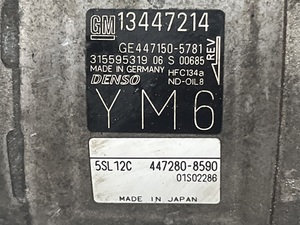 GM 13447214
GE447150-5781
315595319 06 S 00685
MADE IN GERMANY HFC134a
DENSO ND-OIL8
REV
YM6
5SL12C 447280-8590
01S02286
MADE IN JAPAN